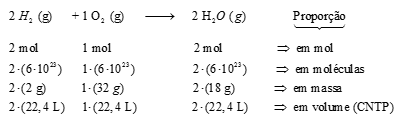 2 H₂ (g) + 1 O₂ (g) ⟶ 2 H₂O (g) Proporção
2 mol 1 mol 2 mol ⇒ em mol
2·(6·10²³) 1·(6·10²³) 2·(6·10²³) ⇒ em moléculas
2·(2 g) 1·(32 g) 2·(18 g) ⇒ em massa
2·(22,4 L) 1·(22,4 L) 2·(22,4 L) ⇒ em volume (CNTP)